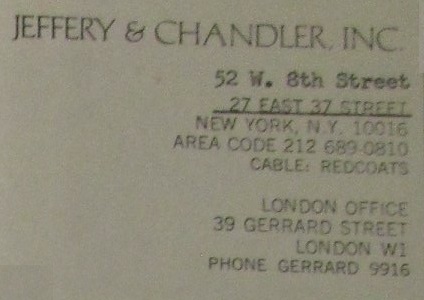 JEFFERY & CHANDLER, INC.
52 W. 8th Street
27 EAST 37 STREET
NEW YORK, N.Y. 10016
AREA CODE 212 689-0810
CABLE: REDCOATS
LONDON OFFICE
39 GERRARD STREET
LONDON W1
PHONE GERRARD 9916